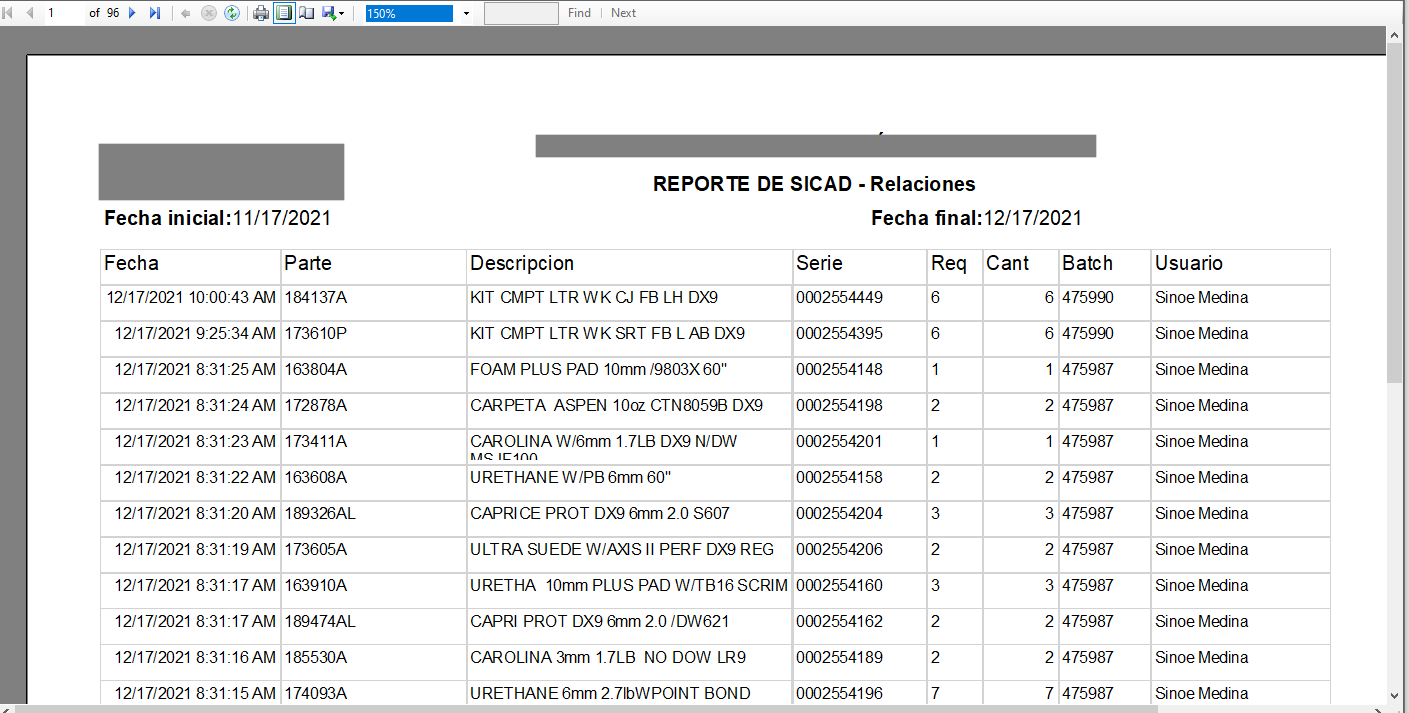 1 of 96 150% Find Next
REPORTE DE SICAD - Relaciones
Fecha inicial:11/17/2021 Fecha final:12/17/2021
Fecha Parte Descripcion Serie Req Cant Batch Usuario
12/17/2021 10:00:43 AM 184137A KIT CMPT LTR WK CJ FB LH DX9 0002554449 6 6 475990 Sinoe Medina
12/17/2021 9:25:34 AM 173610P KIT CMPT LTR WK SRT FB L AB DX9 0002554395 6 6 475990 Sinoe Medina
12/17/2021 8:31:25 AM 163804A FOAM PLUS PAD 10mm /9803X 60" 0002554148 1 1 475987 Sinoe Medina
12/17/2021 8:31:24 AM 172878A CARPETA ASPEN 10oz CTN8059B DX9 0002554198 2 2 475987 Sinoe Medina
12/17/2021 8:31:23 AM 173411A CAROLINA W/6mm 1.7LB DX9 N/DW 0002554201 1 1 475987 Sinoe Medina
12/17/2021 8:31:22 AM 163608A URETHANE W/PB 6mm 60" 0002554158 2 2 475987 Sinoe Medina
12/17/2021 8:31:20 AM 189326AL CAPRICE PROT DX9 6mm 2.0 S607 0002554204 3 3 475987 Sinoe Medina
12/17/2021 8:31:19 AM 173605A ULTRA SUEDE W/AXIS II PERF DX9 REG 0002554206 2 2 475987 Sinoe Medina
12/17/2021 8:31:17 AM 163910A URETHA 10mm PLUS PAD W/TB16 SCRIM 0002554160 3 3 475987 Sinoe Medina
12/17/2021 8:31:17 AM 189474AL CAPRI PROT DX9 6mm 2.0 /DW621 0002554162 2 2 475987 Sinoe Medina
12/17/2021 8:31:16 AM 185530A CAROLINA 3mm 1.7LB NO DOW LR9 0002554189 2 2 475987 Sinoe Medina
12/17/2021 8:31:15 AM 174093A URETHANE 6mm 2.7lbWPOINT BOND 0002554196 7 7 475987 Sinoe Medina